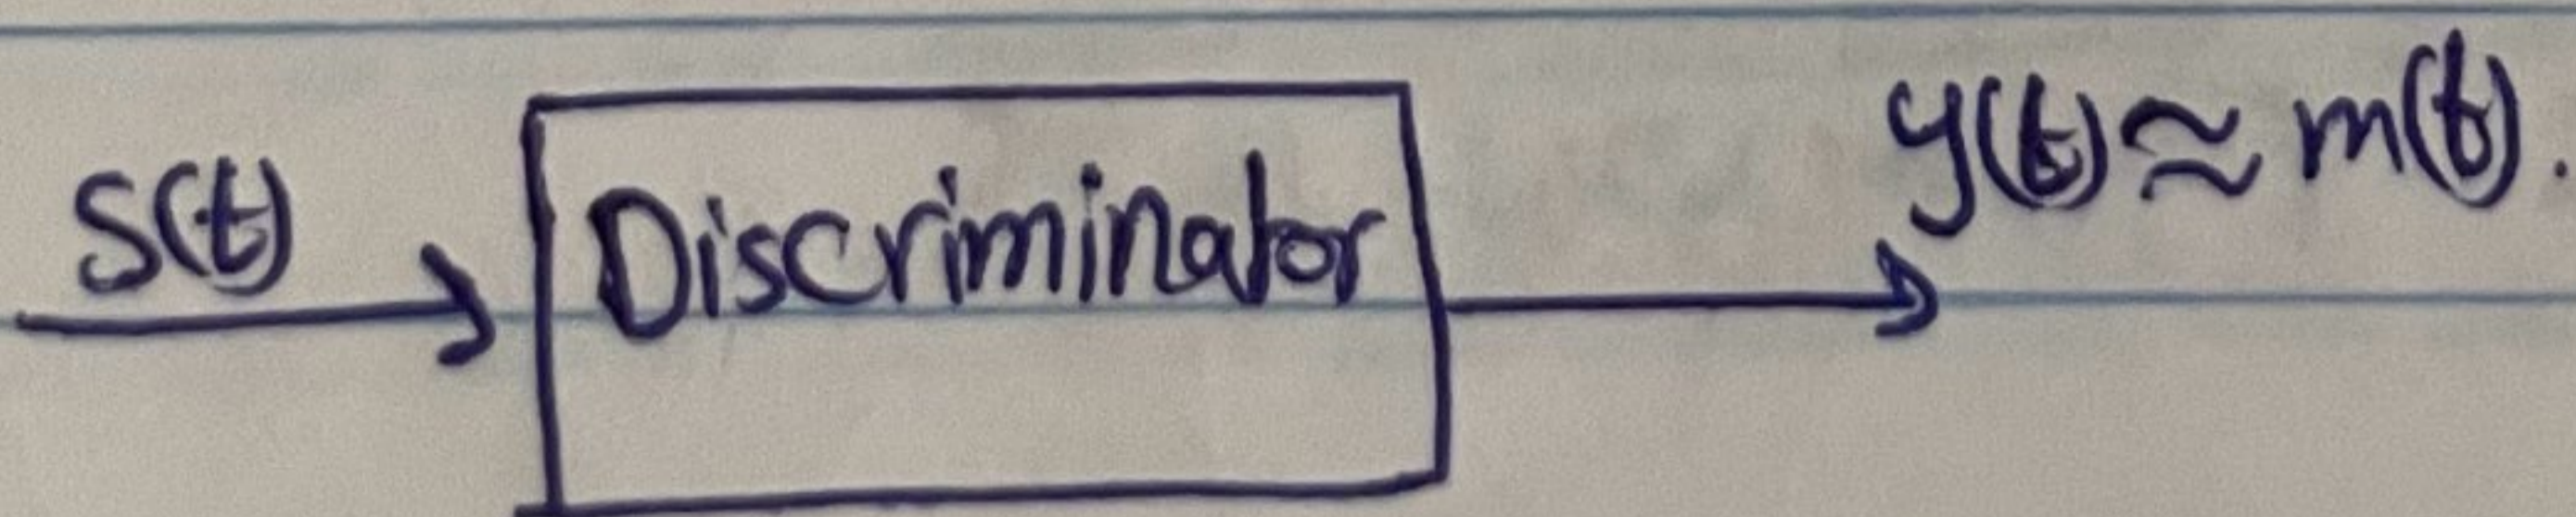 S(t)
Discriminator
y(t) ≈ m(t).